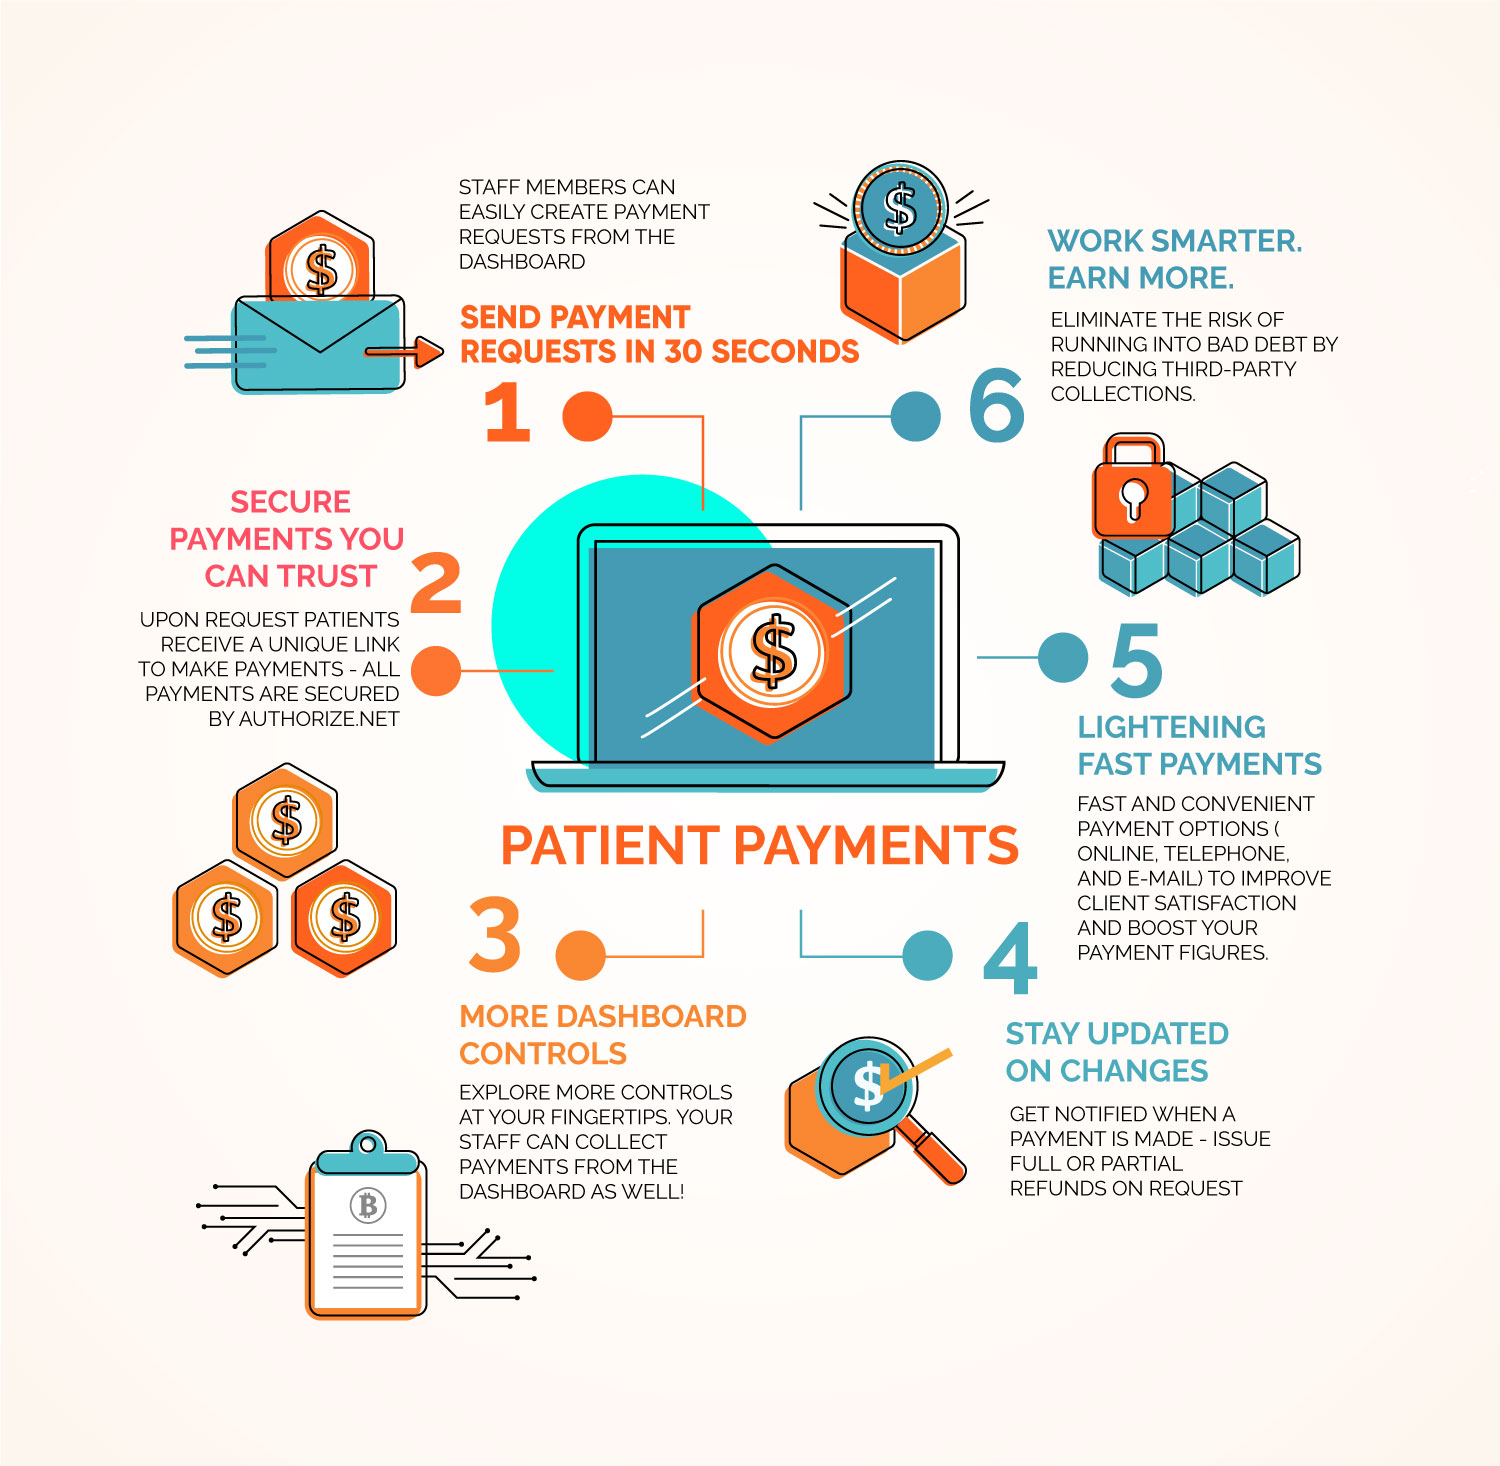 STAFF MEMBERS CAN
EASILY CREATE PAYMENT
REQUESTS FROM THE
DASHBOARD
SEND PAYMENT
REQUESTS IN 30 SECONDS
1
SECURE
PAYMENTS YOU
CAN TRUST
2
UPON REQUEST PATIENTS
RECEIVE A UNIQUE LINK
TO MAKE PAYMENTS - ALL
PAYMENTS ARE SECURED
BY AUTHORIZE.NET
PATIENT PAYMENTS
3
MORE DASHBOARD
CONTROLS
EXPLORE MORE CONTROLS
AT YOUR FINGERTIPS. YOUR
STAFF CAN COLLECT
PAYMENTS FROM THE
DASHBOARD AS WELL!
4
STAY UPDATED
ON CHANGES
GET NOTIFIED WHEN A
PAYMENT IS MADE - ISSUE
FULL OR PARTIAL
REFUNDS ON REQUEST
5
LIGHTENING
FAST PAYMENTS
FAST AND CONVENIENT
PAYMENT OPTIONS (
ONLINE, TELEPHONE,
AND E-MAIL) TO IMPROVE
CLIENT SATISFACTION
AND BOOST YOUR
PAYMENT FIGURES.
6
WORK SMARTER.
EARN MORE.
ELIMINATE THE RISK OF
RUNNING INTO BAD DEBT BY
REDUCING THIRD-PARTY
COLLECTIONS.